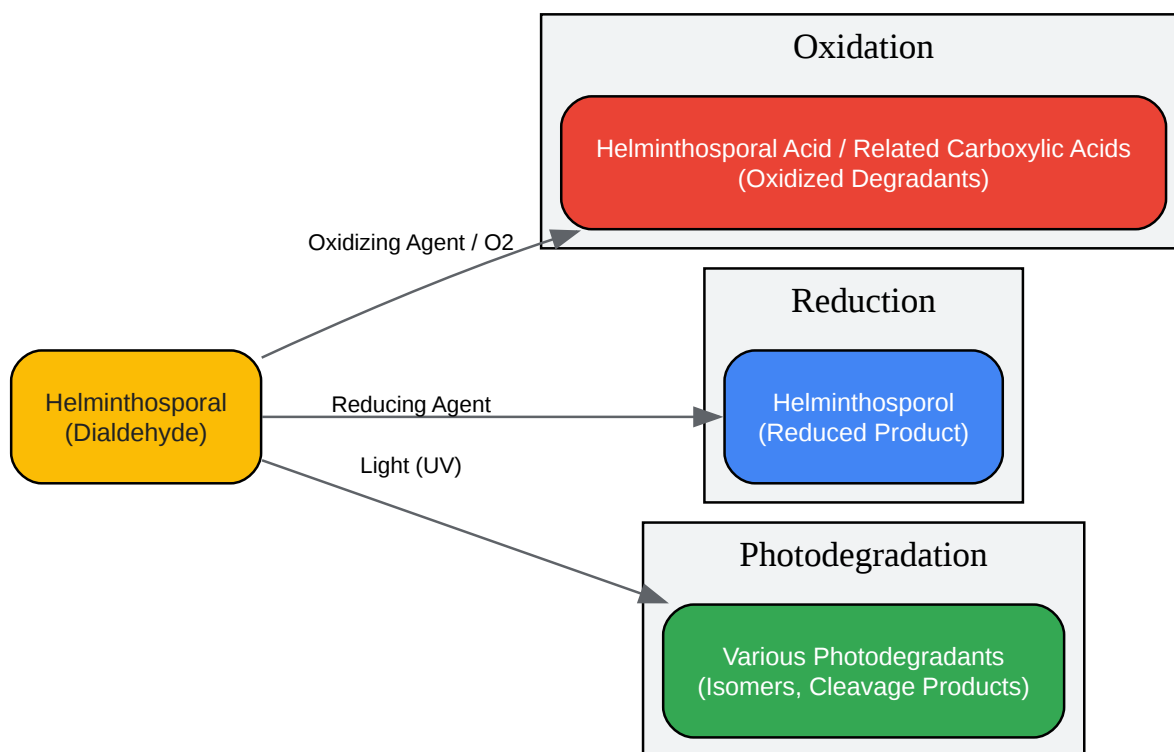 Oxidation
Helminthosporal Acid / Related Carboxylic Acids
(Oxidized Degradants)
Oxidizing Agent / O2
Reduction
Helminthosporal
(Dialdehyde)
Reducing Agent
Helminthosporol
(Reduced Product)
Light (UV)
Photodegradation
Various Photodegradants
(Isomers, Cleavage Products)